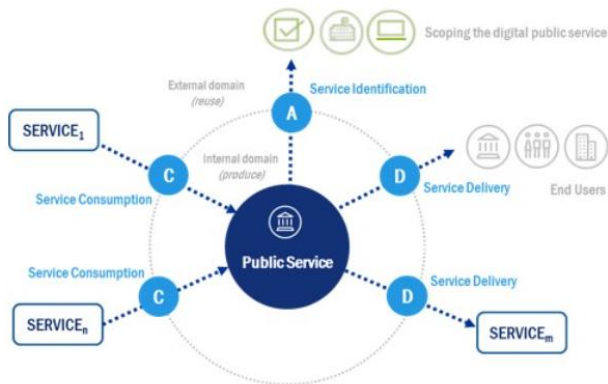 Scoping the digital public service
External domain
(reuse)
Service Identification
A
SERVICE1
Internal domain
(produce)
C
D
Service Consumption
Service Delivery
End Users
Public Service
Service Consumption
Service Delivery
C
D
SERVICEn
SERVICEm